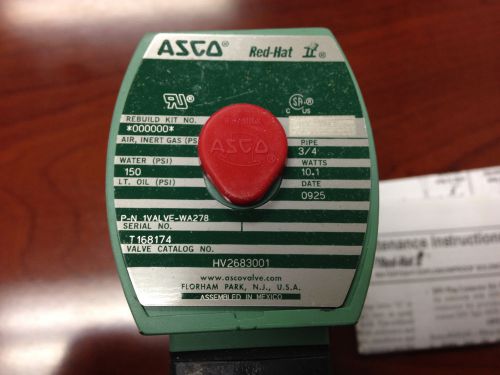 ASCO® Red-Hat II®
REBUILD KIT NO.
*000000*
AIR, INERT GAS (PSI
PIPE
3/4
WATER (PSI)
WATTS
150
10.1
LT. OIL (PSI)
DATE
0925
ASCO
P-N 1VALVE-WA278
SERIAL NO.
T168174
VALVE CATALOG NO.
HV2683001
www.ascovalve.com
FLORHAM PARK, N.J., U.S.A.
ASSEMBLED IN MEXICO
tenance Instruction